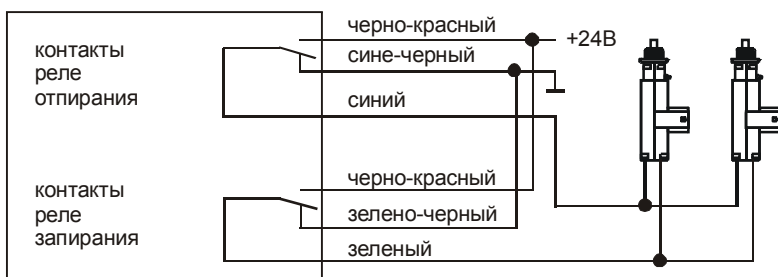 черно-красный
+24В
контакты
реле
отпирания
сине-черный
синий
контакты
реле
запирания
черно-красный
зелено-черный
зеленый